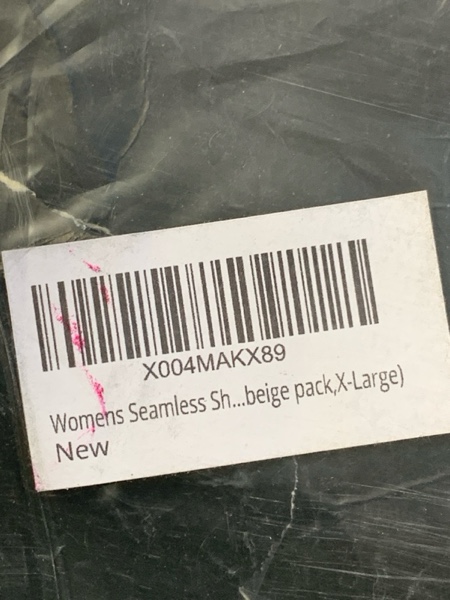 X004MAKX89
Womens Seamless Sh...beige pack,X-Large)
New